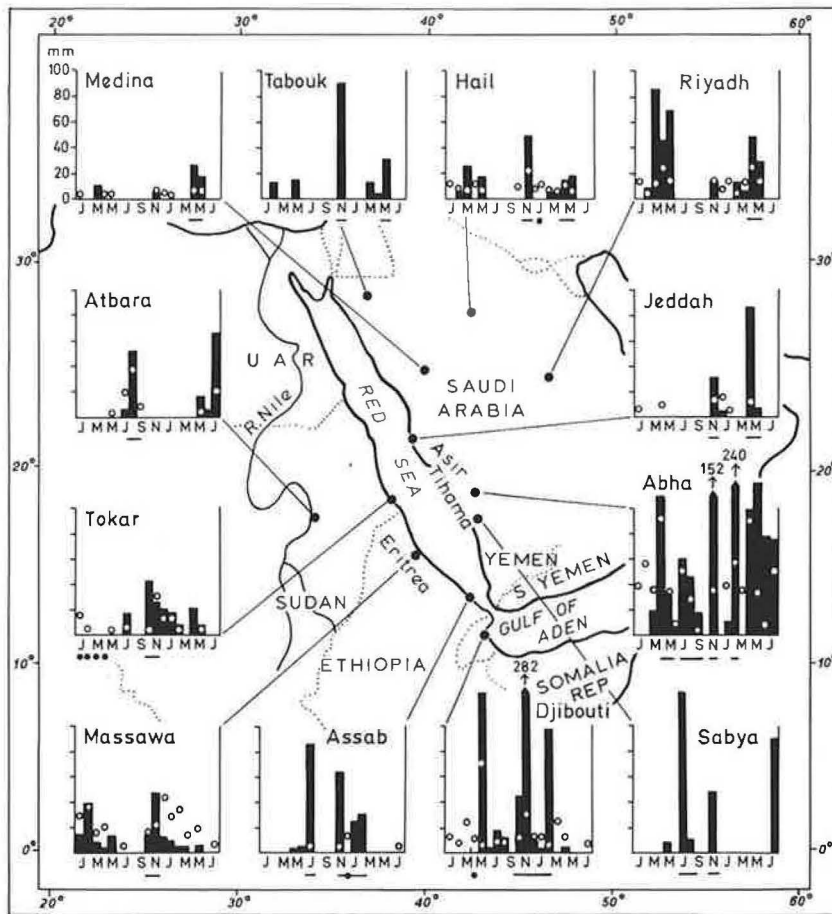 20° 30° 40° 50° 60°
mm
100
80
60
40
20
0
Medina
J M M J S N J M M J
Tabouk
J M M J S N J M M J
Hail
J M M J S N J M M J
Riyadh
J M M J S N J M M J
30° 30°
Atbara
J M M J S N J M M J
UAR
R. Nile
RED
SEA
SAUDI
ARABIA
Jeddah
J M M J S N J M M J
20° 20°
Asir
Tihama
Abha
152
240
J M M J S N J M M J
Tokar
J M M J S N J M M J
Eritrea
SUDAN
YEMEN
S YEMEN
GULF OF
ADEN
10° 10°
ETHIOPIA
SOMALIA
REP
Djibouti
282
J M M J S N J M M J
Massawa
J M M J S N J M M J
Assab
J M M J S N J M M J
Sabya
J M M J S N J M M J
0° 0°
20° 30° 40° 50° 60°